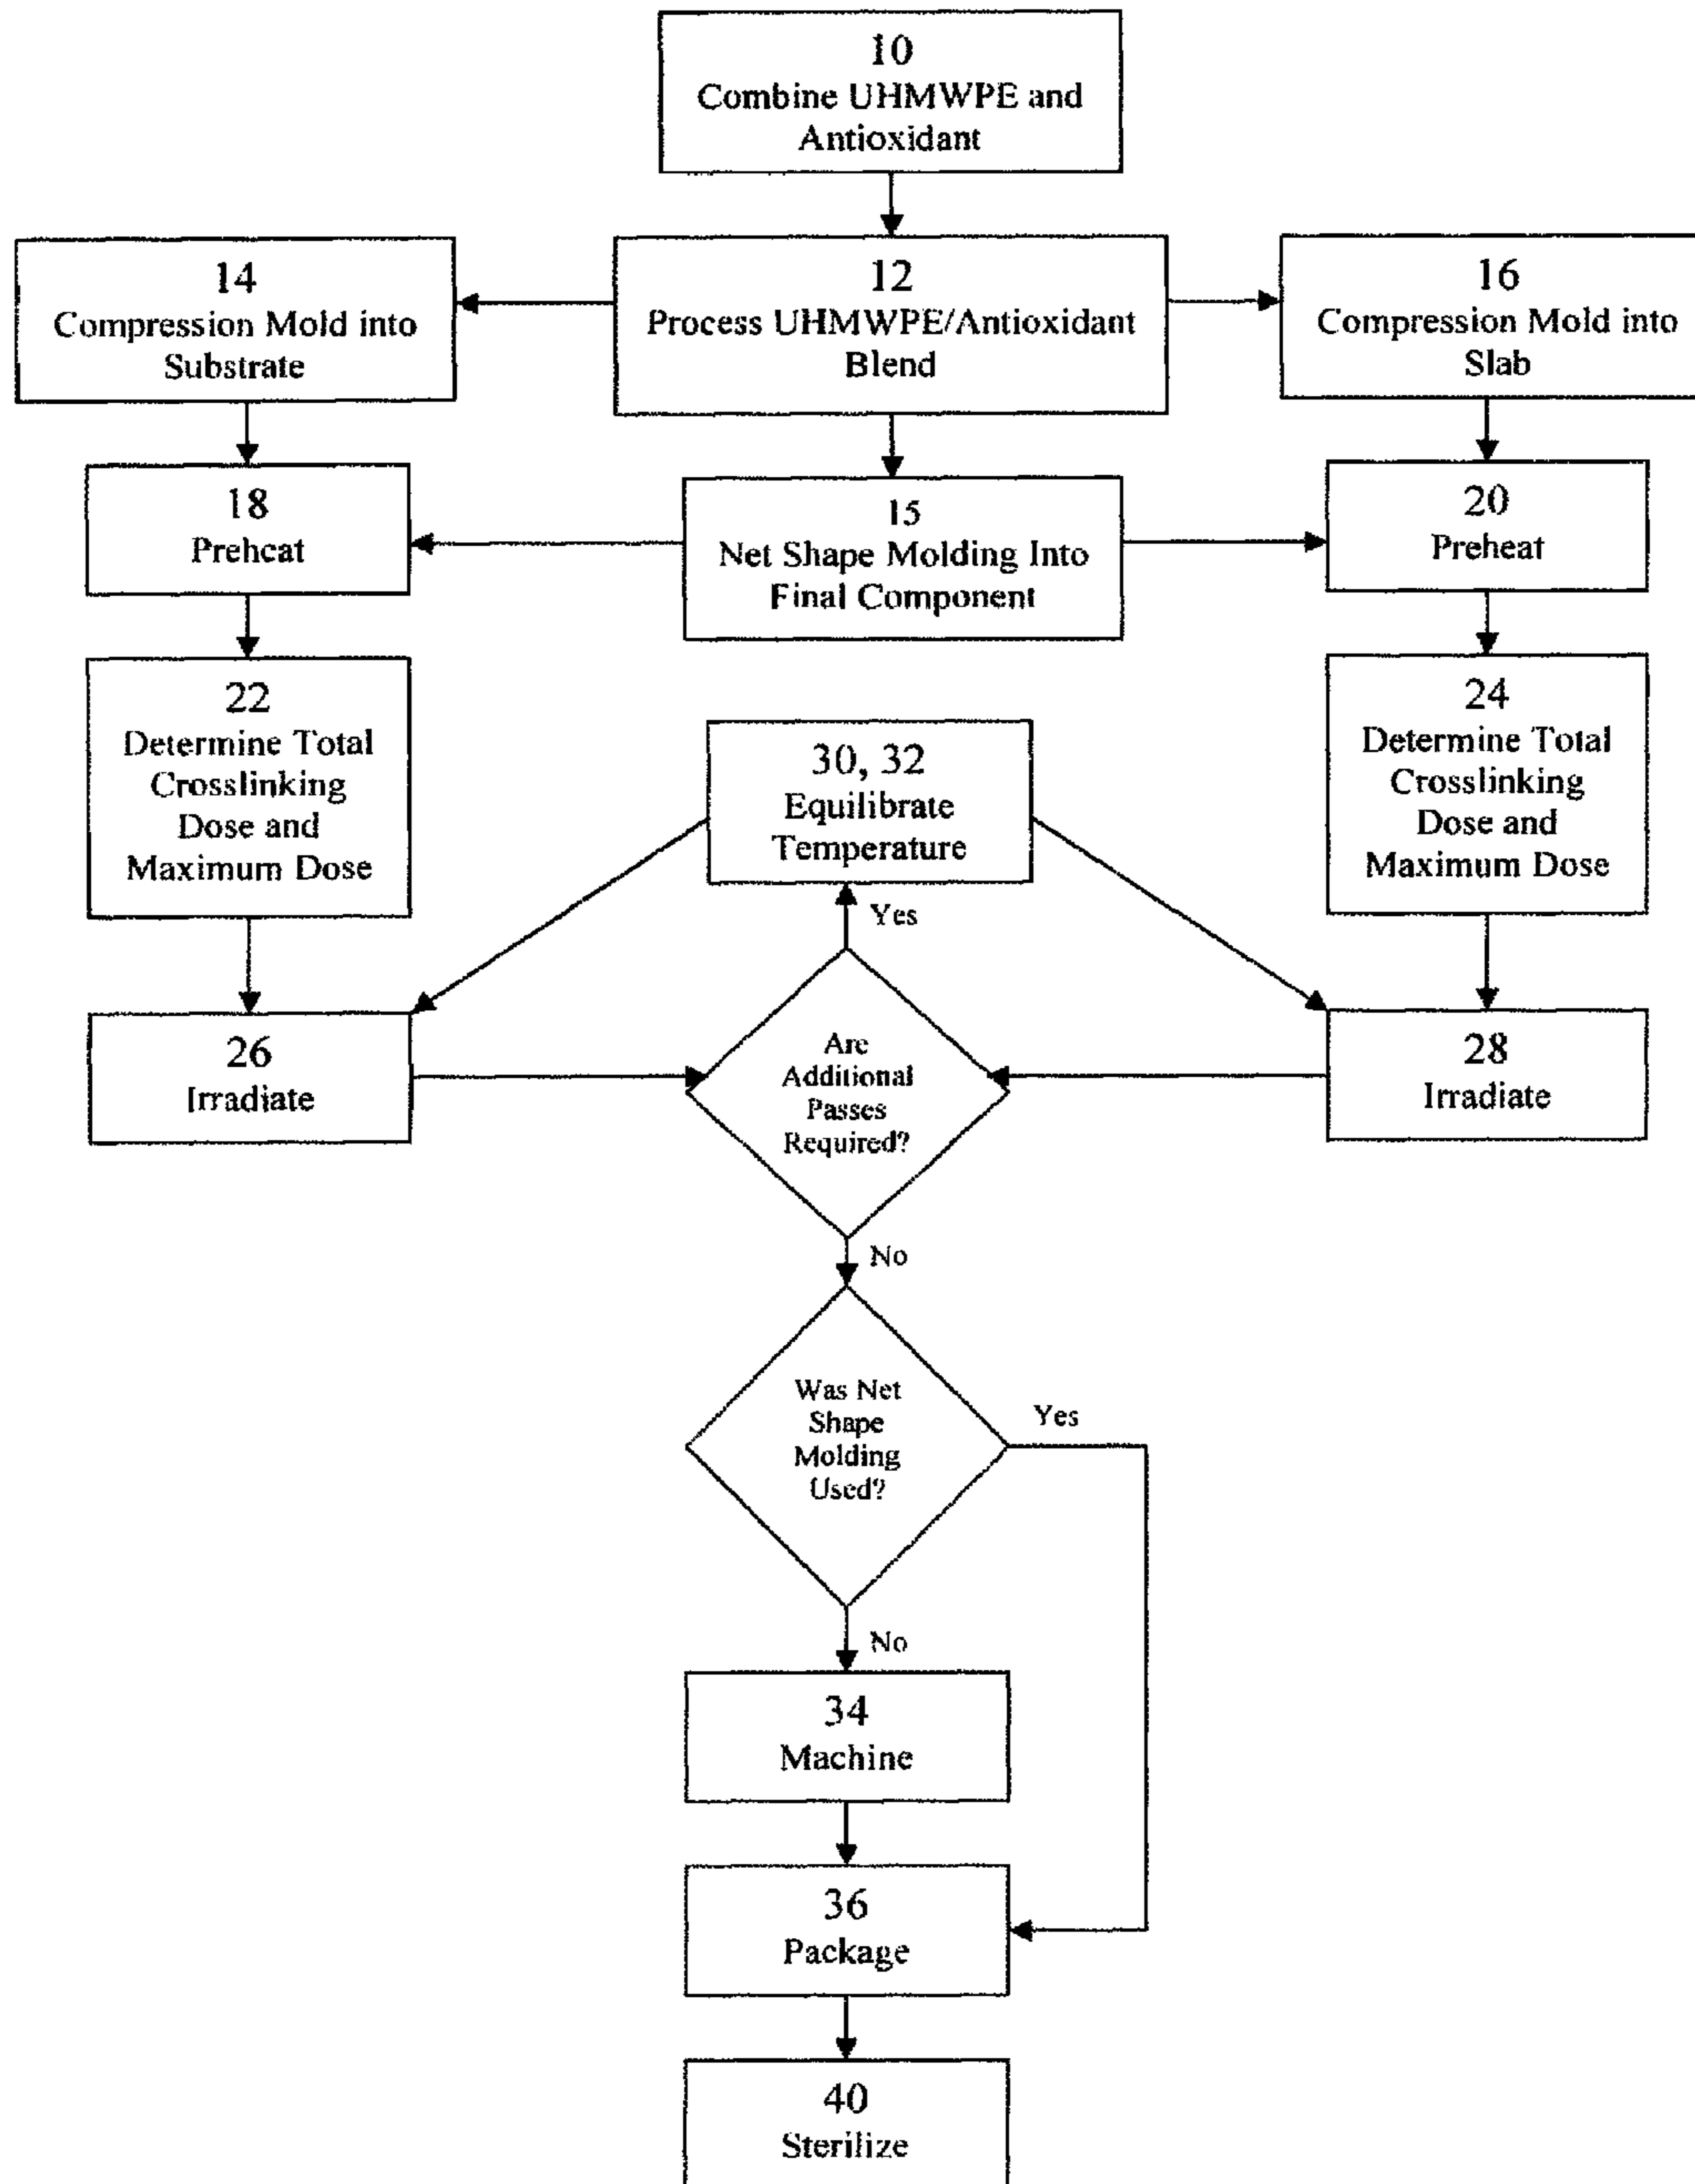 10
Combine UHMWPE and
Antioxidant
14
Compression Mold into
Substrate
12
Process UHMWPE/Antioxidant
Blend
16
Compression Mold into
Slab
18
Preheat
15
Net Shape Molding Into
Final Component
20
Preheat
22
Determine Total
Crosslinking
Dose and
Maximum Dose
30, 32
Equilibrate
Temperature
24
Determine Total
Crosslinking
Dose and
Maximum Dose
Yes
26
Irradiate
Are
Additional
Passes
Required?
28
Irradiate
No
Was Net
Shape
Molding
Used?
Yes
No
34
Machine
36
Package
40
Sterilize